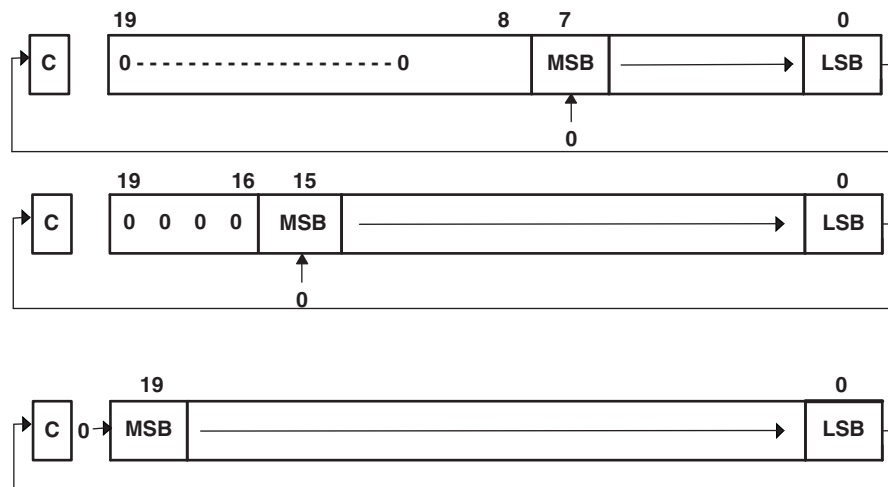 19 8 7 0
C 0 - - - - - - - - - - - - - - - - - - - 0 MSB LSB
0
19 16 15 0
C 0 0 0 0 MSB LSB
0
19 0
C 0 MSB LSB